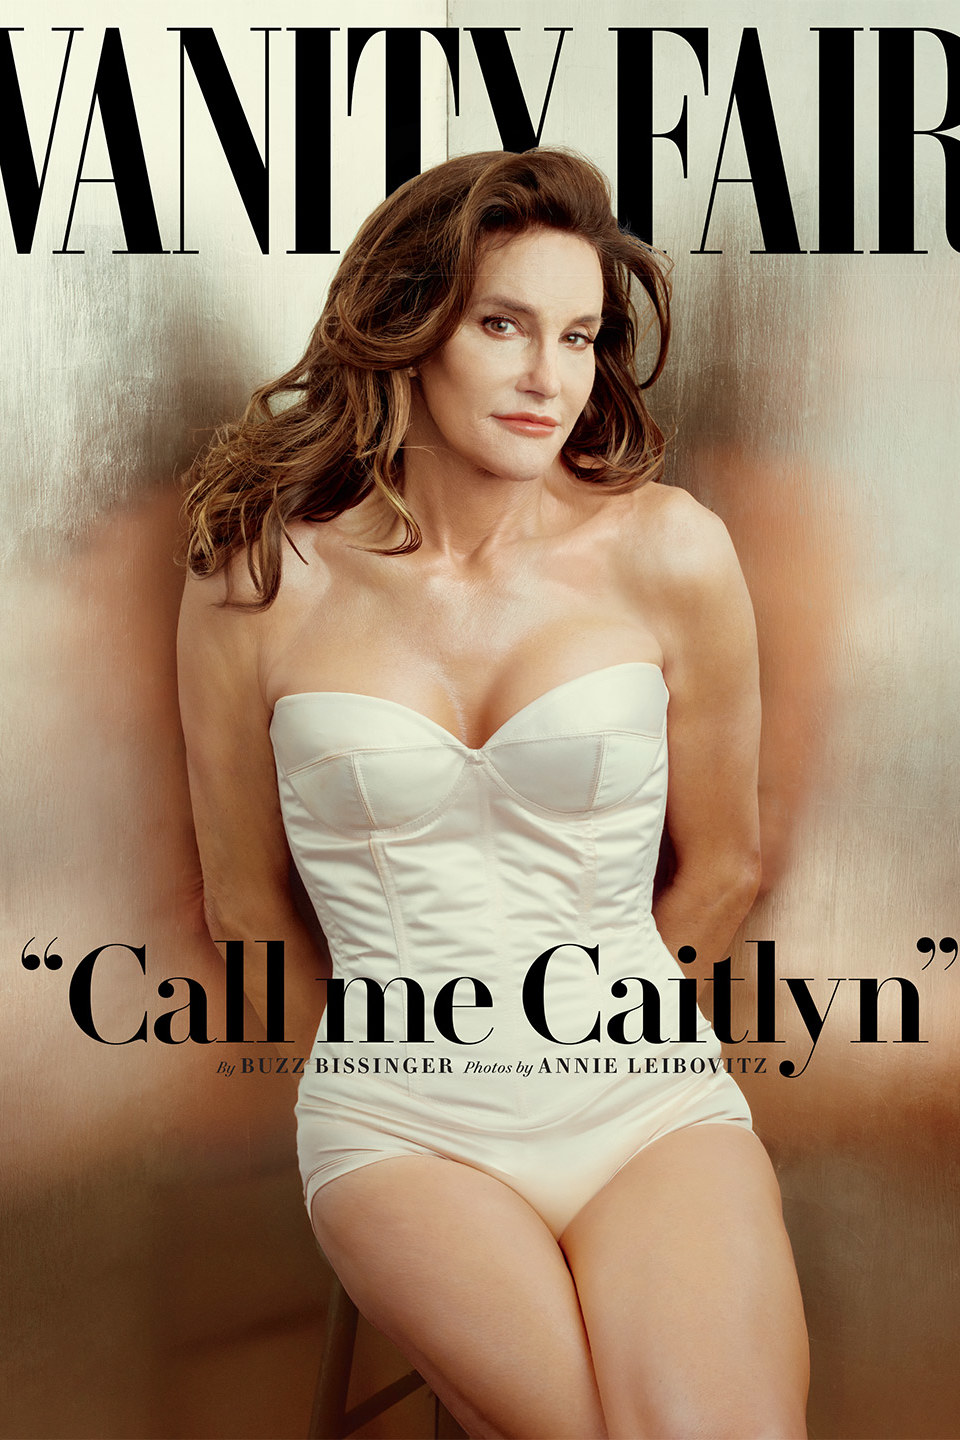 VANITY FAIR
“Call me Caitlyn”
By BUZZ BISSINGER Photos by ANNIE LEIBOVITZ